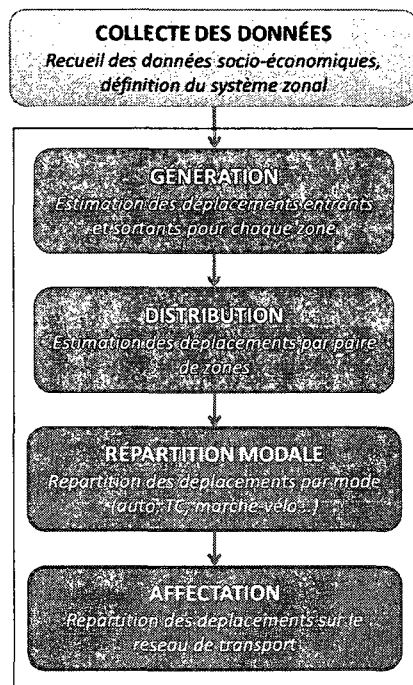 COLLECTE DES DONNÉES
Recueil des données socio-économiques,
définition du système zonal
GENERATION
Estimation des déplacements entrants
et sortants pour chaque zone
DISTRIBUTION
Estimation des déplacements par paire
de zones
RÉPARTITION MODALE
Répartition des déplacements par mode
(auto, TC, marche-vélo...)
AFFECTATION
Répartition des déplacements sur le
reseau de transport